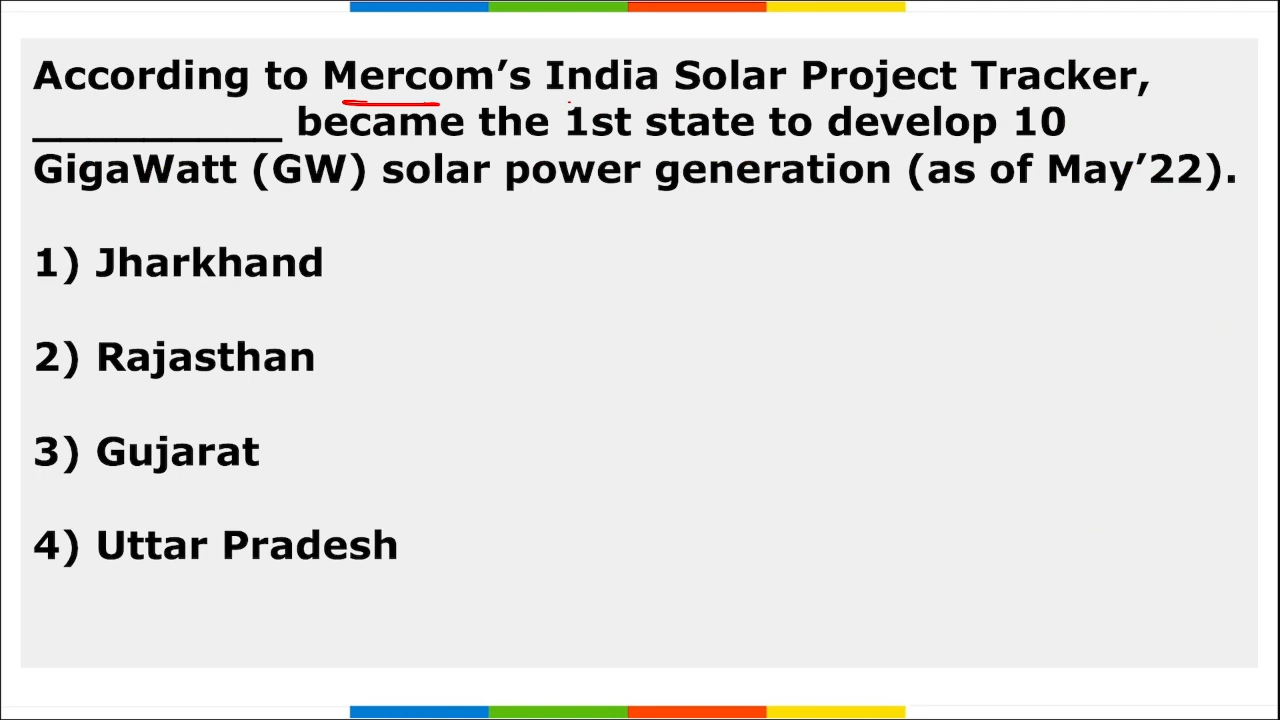 According to Mercom’s India Solar Project Tracker,
____________ became the 1st state to develop 10
GigaWatt (GW) solar power generation (as of May’22).
1) Jharkhand
2) Rajasthan
3) Gujarat
4) Uttar Pradesh